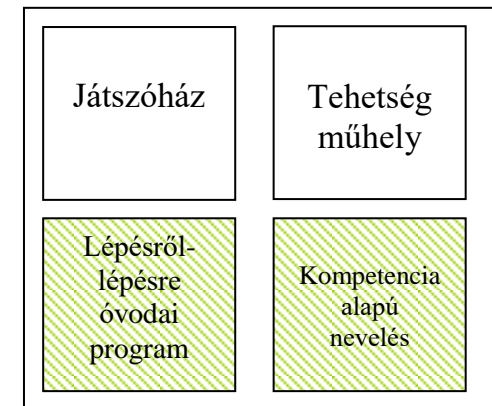 Játszóház
Tehetség
műhely
Lépésről-
lépésre
óvodai
program
Kompetencia
alapú
nevelés